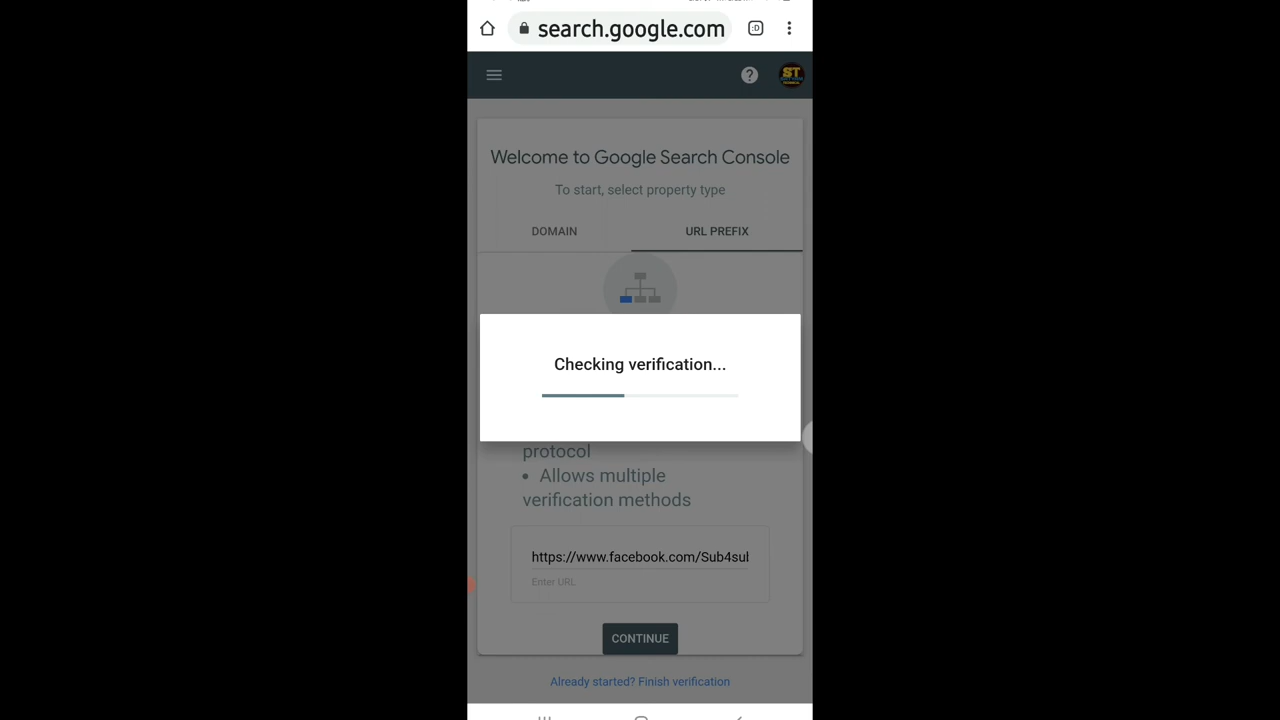 search.google.com
:D
?
ST
Welcome to Google Search Console
To start, select property type
DOMAIN
URL PREFIX
Checking verification...
protocol
• Allows multiple
verification methods
https://www.facebook.com/Sub4sul
Enter URL
CONTINUE
Already started? Finish verification